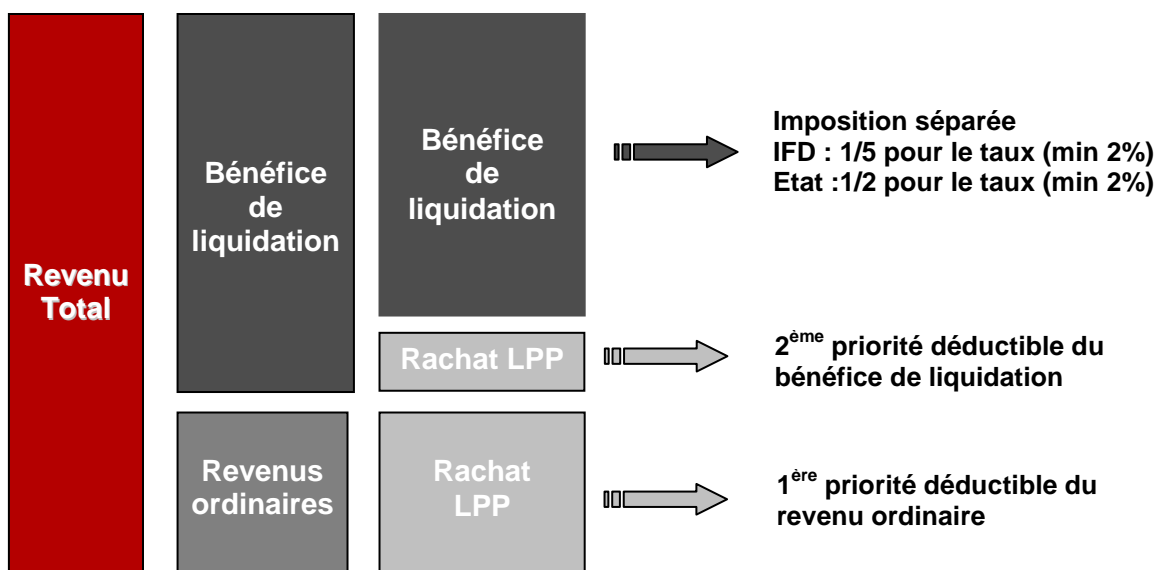 Revenu
Total
Bénéfice
de
liquidation
Bénéfice
de
liquidation
Imposition séparée
IFD : 1/5 pour le taux (min 2%)
Etat :1/2 pour le taux (min 2%)
Rachat LPP
2ème priorité déductible du
bénéfice de liquidation
Revenus
ordinaires
Rachat
LPP
1ère priorité déductible du
revenu ordinaire